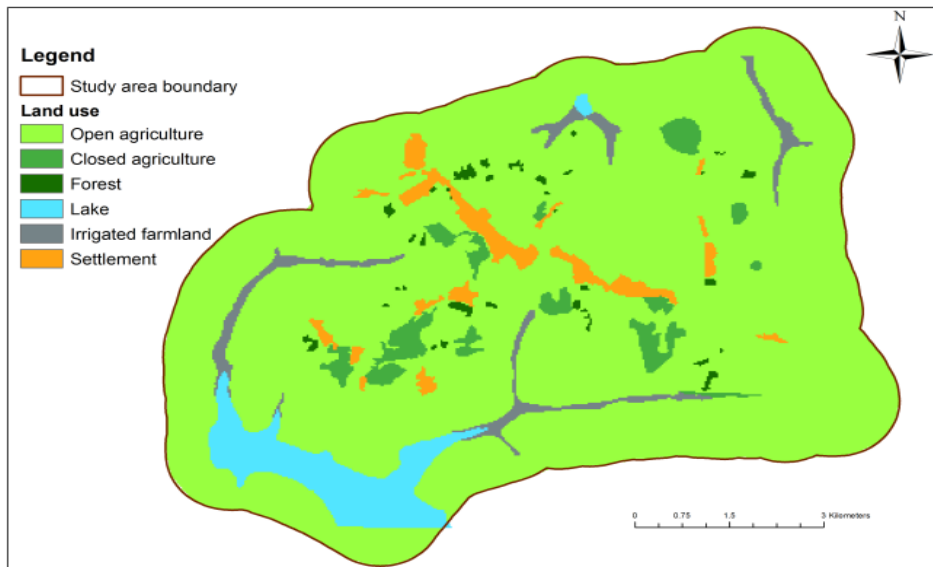 N
Legend
Study area boundary
Land use
Open agriculture
Closed agriculture
Forest
Lake
Irrigated farmland
Settlement
0 0.75 1.5 3 Kilometers